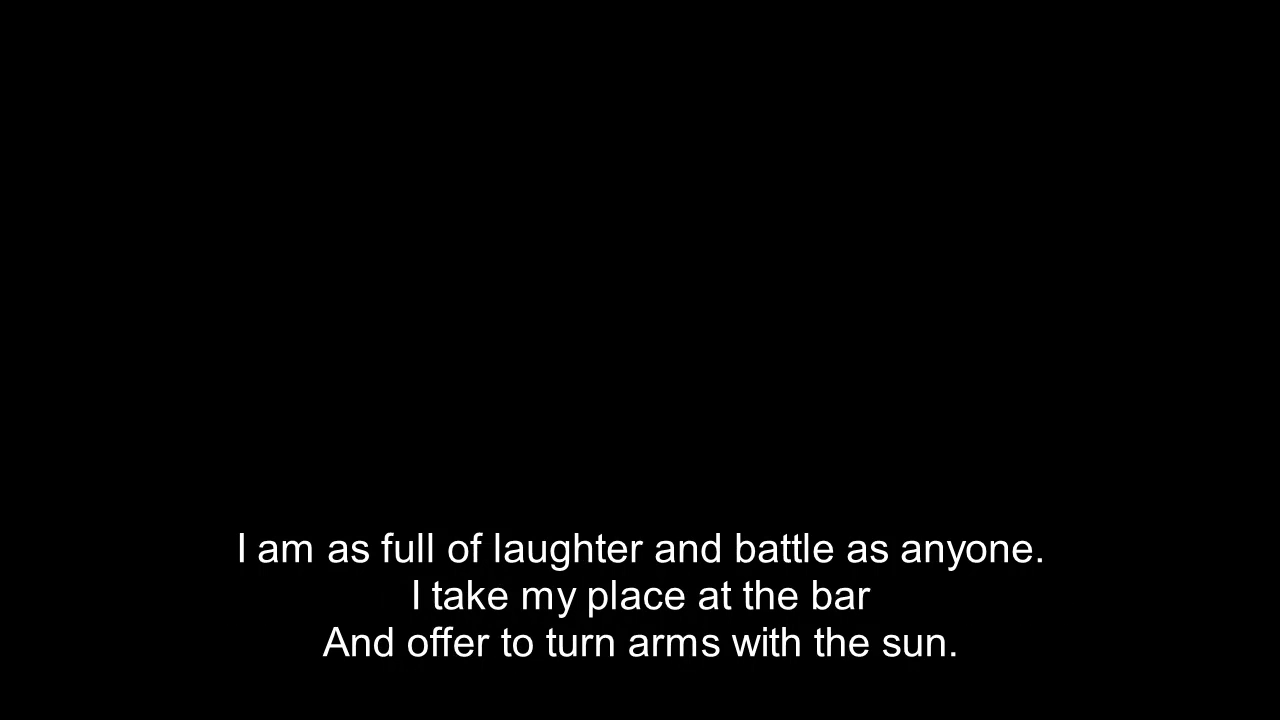 I am as full of laughter and battle as anyone.
I take my place at the bar
And offer to turn arms with the sun.